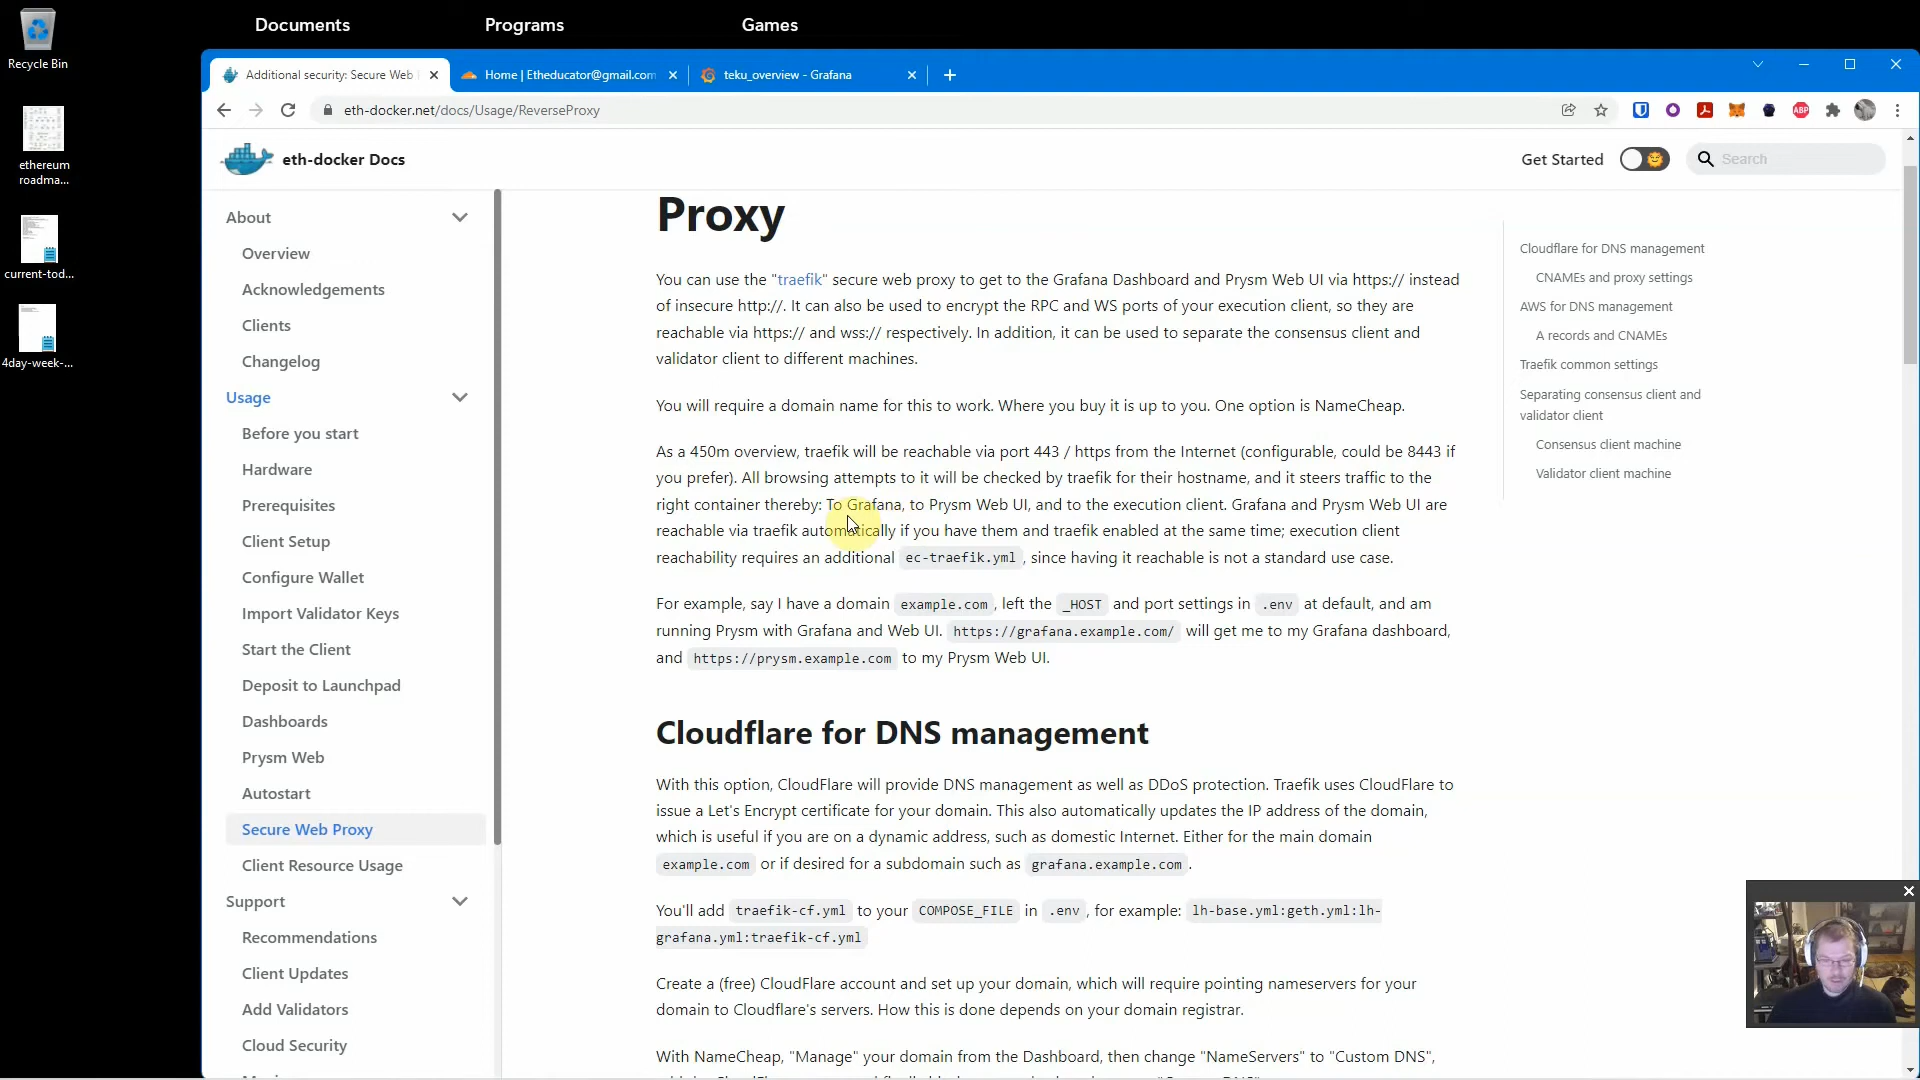 Documents
Programs
Games
Recycle Bin
ethereum
roadma...
current-tod...
4day-week-...
Additional security: Secure Web
Home | Etheducator@gmail.com
teku_overview - Grafana
eth-docker.net/docs/Usage/ReverseProxy
ABP
eth-docker Docs
Get Started
Search
About
Overview
Acknowledgements
Clients
Changelog
Usage
Before you start
Hardware
Prerequisites
Client Setup
Configure Wallet
Import Validator Keys
Start the Client
Deposit to Launchpad
Dashboards
Prysm Web
Autostart
Secure Web Proxy
Client Resource Usage
Support
Recommendations
Client Updates
Add Validators
Cloud Security
Proxy
You can use the "traefik" secure web proxy to get to the Grafana Dashboard and Prysm Web UI via https:// instead
of insecure http://. It can also be used to encrypt the RPC and WS ports of your execution client, so they are
reachable via https:// and wss:// respectively. In addition, it can be used to separate the consensus client and
validator client to different machines.
You will require a domain name for this to work. Where you buy it is up to you. One option is NameCheap.
As a 450m overview, traefik will be reachable via port 443 / https from the Internet (configurable, could be 8443 if
you prefer). All browsing attempts to it will be checked by traefik for their hostname, and it steers traffic to the
right container thereby: To Grafana, to Prysm Web UI, and to the execution client. Grafana and Prysm Web UI are
reachable via traefik automatically if you have them and traefik enabled at the same time; execution client
reachability requires an additional ec-traefik.yml , since having it reachable is not a standard use case.
For example, say I have a domain example.com , left the _HOST and port settings in .env at default, and am
running Prysm with Grafana and Web UI. https://grafana.example.com/ will get me to my Grafana dashboard,
and https://prysm.example.com to my Prysm Web UI.
Cloudflare for DNS management
With this option, CloudFlare will provide DNS management as well as DDoS protection. Traefik uses CloudFlare to
issue a Let's Encrypt certificate for your domain. This also automatically updates the IP address of the domain,
which is useful if you are on a dynamic address, such as domestic Internet. Either for the main domain
example.com or if desired for a subdomain such as grafana.example.com .
You'll add traefik-cf.yml to your COMPOSE_FILE in .env , for example: lh-base.yml:geth.yml:lh-
grafana.yml:traefik-cf.yml
Create a (free) CloudFlare account and set up your domain, which will require pointing nameservers for your
domain to Cloudflare's servers. How this is done depends on your domain registrar.
With NameCheap, "Manage" your domain from the Dashboard, then change "NameServers" to "Custom DNS",
Cloudflare for DNS management
CNAMEs and proxy settings
AWS for DNS management
A records and CNAMEs
Traefik common settings
Separating consensus client and
validator client
Consensus client machine
Validator client machine